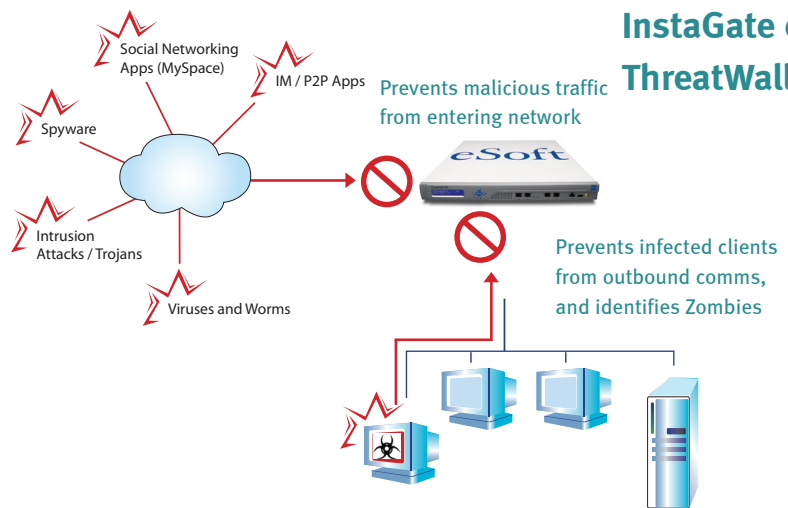 InstaGate
ThreatWall
Social Networking
Apps (MySpace)
IM / P2P Apps
Prevents malicious traffic
from entering network
Spyware
eSoft
Intrusion
Attacks / Trojans
Viruses and Worms
Prevents infected clients
from outbound comms,
and identifies Zombies